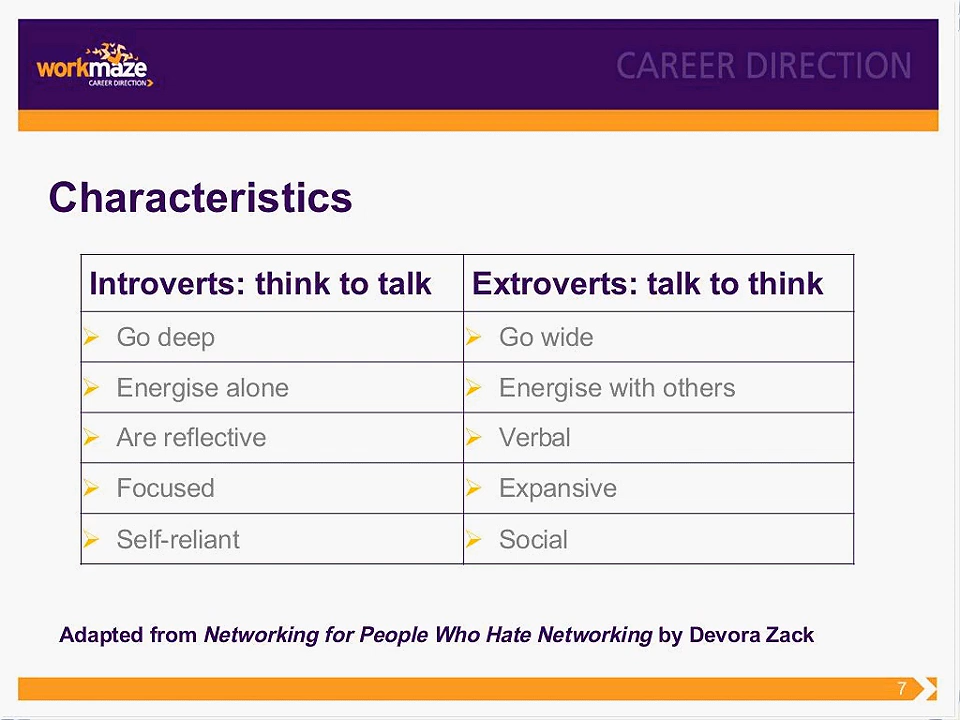 workmaze
CAREER DIRECTION
CAREER DIRECTION
Characteristics
Introverts: think to talk
Extroverts: talk to think
Go deep
Go wide
Energise alone
Energise with others
Are reflective
Verbal
Focused
Expansive
Self-reliant
Social
Adapted from Networking for People Who Hate Networking by Devora Zack
7